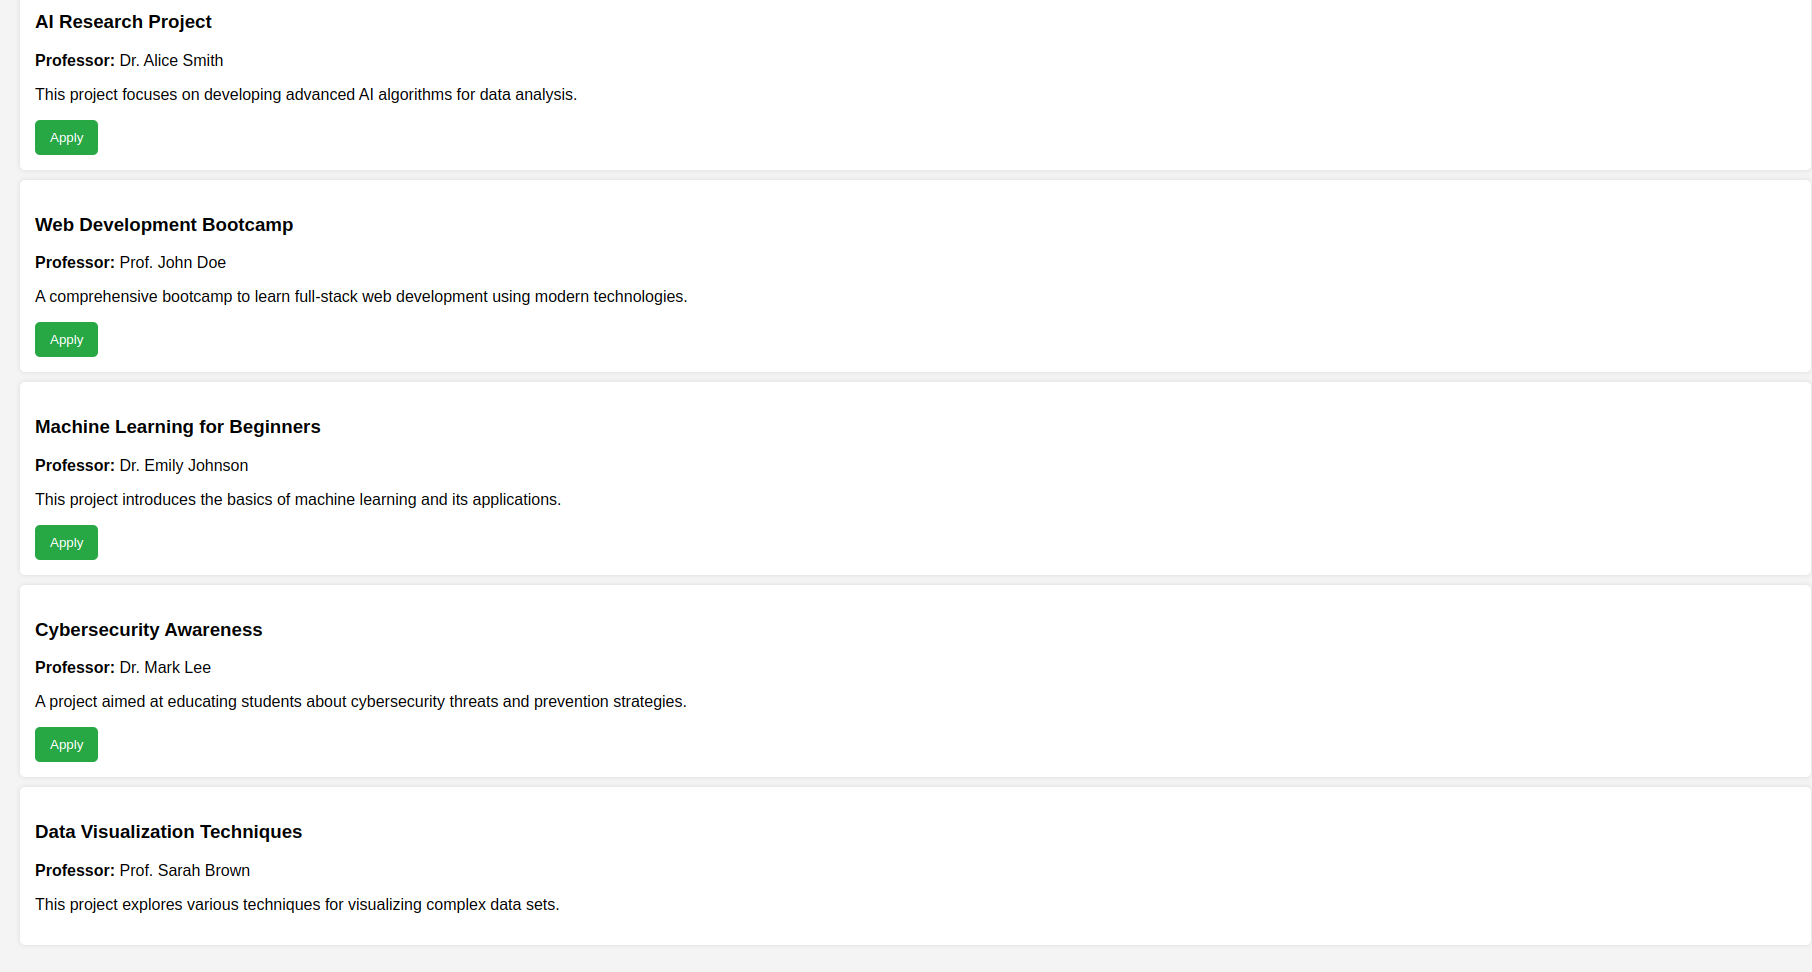 AI Research Project
Professor: Dr. Alice Smith
This project focuses on developing advanced AI algorithms for data analysis.
Apply
Web Development Bootcamp
Professor: Prof. John Doe
A comprehensive bootcamp to learn full-stack web development using modern technologies.
Apply
Machine Learning for Beginners
Professor: Dr. Emily Johnson
This project introduces the basics of machine learning and its applications.
Apply
Cybersecurity Awareness
Professor: Dr. Mark Lee
A project aimed at educating students about cybersecurity threats and prevention strategies.
Apply
Data Visualization Techniques
Professor: Prof. Sarah Brown
This project explores various techniques for visualizing complex data sets.